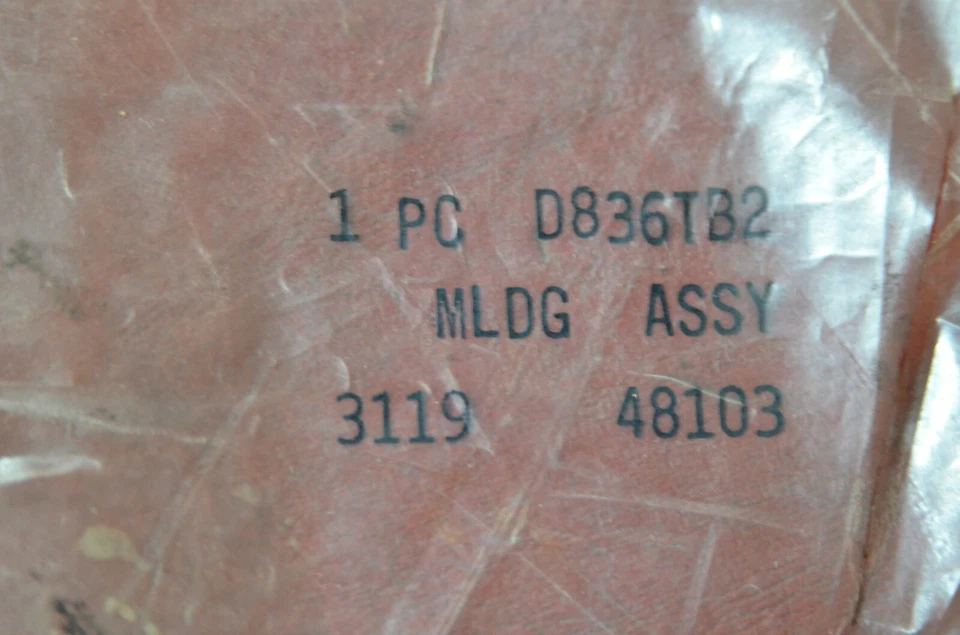 1 PC D836TB2
MLDG ASSY
3119 48103